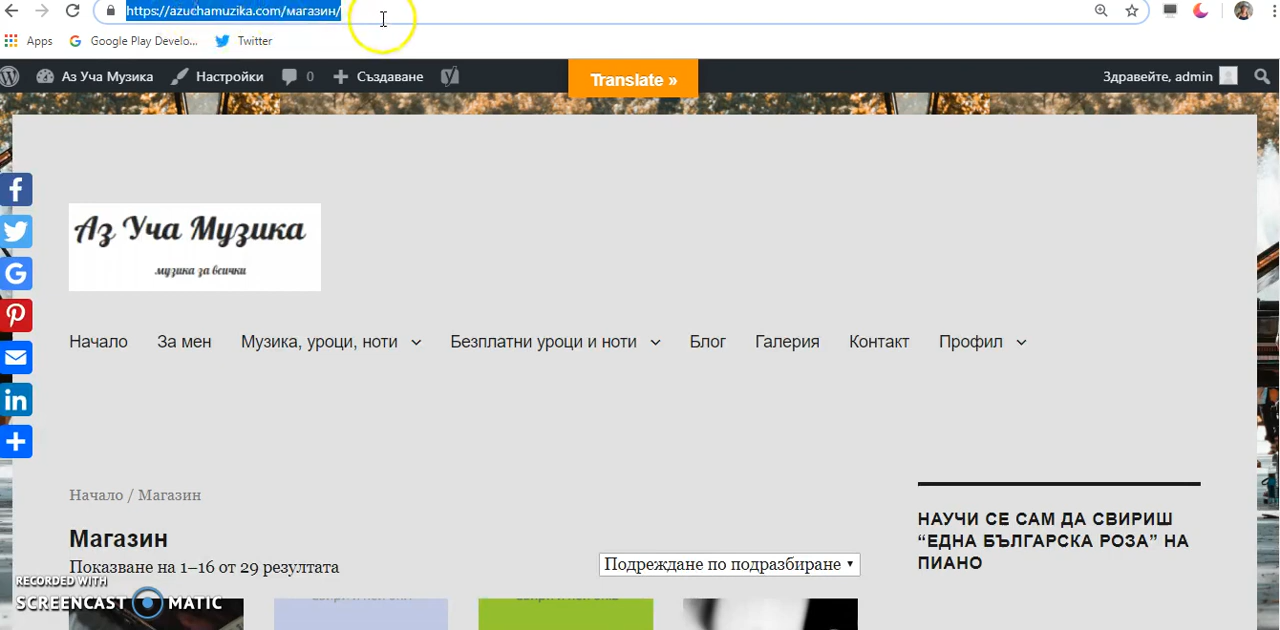 https://azuchamuzika.com/магазин/
Apps
Google Play Develo...
Twitter
Аз Уча Музика
Настройки
0
Създаване
Translate »
Здравейте, admin
Аз Уча Музика
музика за всички
Начало
За мен
Музика, уроци, ноти
Безплатни уроци и ноти
Блог
Галерия
Контакт
Профил
Начало / Магазин
Магазин
Показване на 1–16 от 29 резултата
Подреждане по подразбиране
НАУЧИ СЕ САМ ДА СВИРИШ
“ЕДНА БЪЛГАРСКА РОЗА” НА
ПИАНО
RECORDED WITH
SCREENCAST MATIC